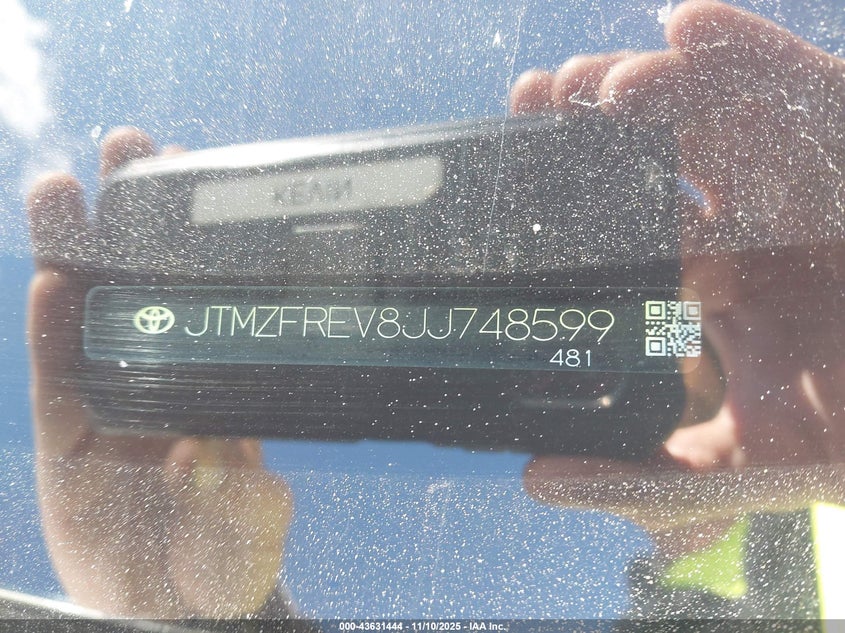 JTMZFREV8JJ748599
481
000-43631444 - 11/10/2025 - IAA Inc.